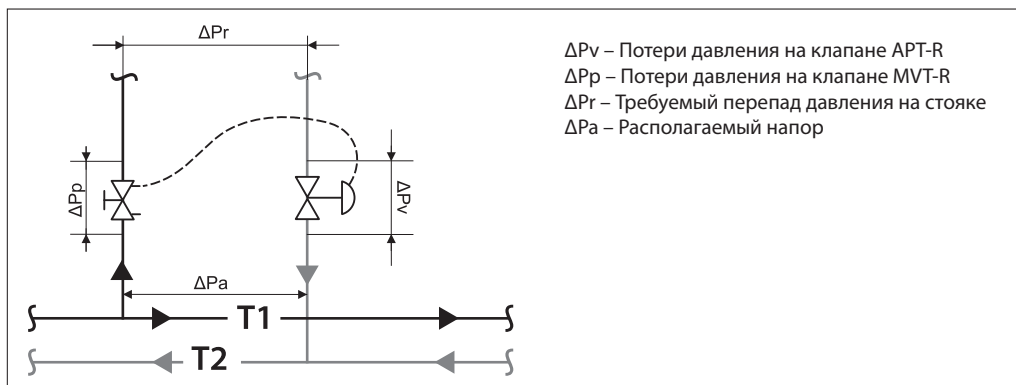 ΔPr
ΔPv – Потери давления на клапане APT-R
ΔPp – Потери давления на клапане MVT-R
ΔPr – Требуемый перепад давления на стояке
ΔPa – Располагаемый напор
ΔPp
ΔPv
ΔPa
T1
T2